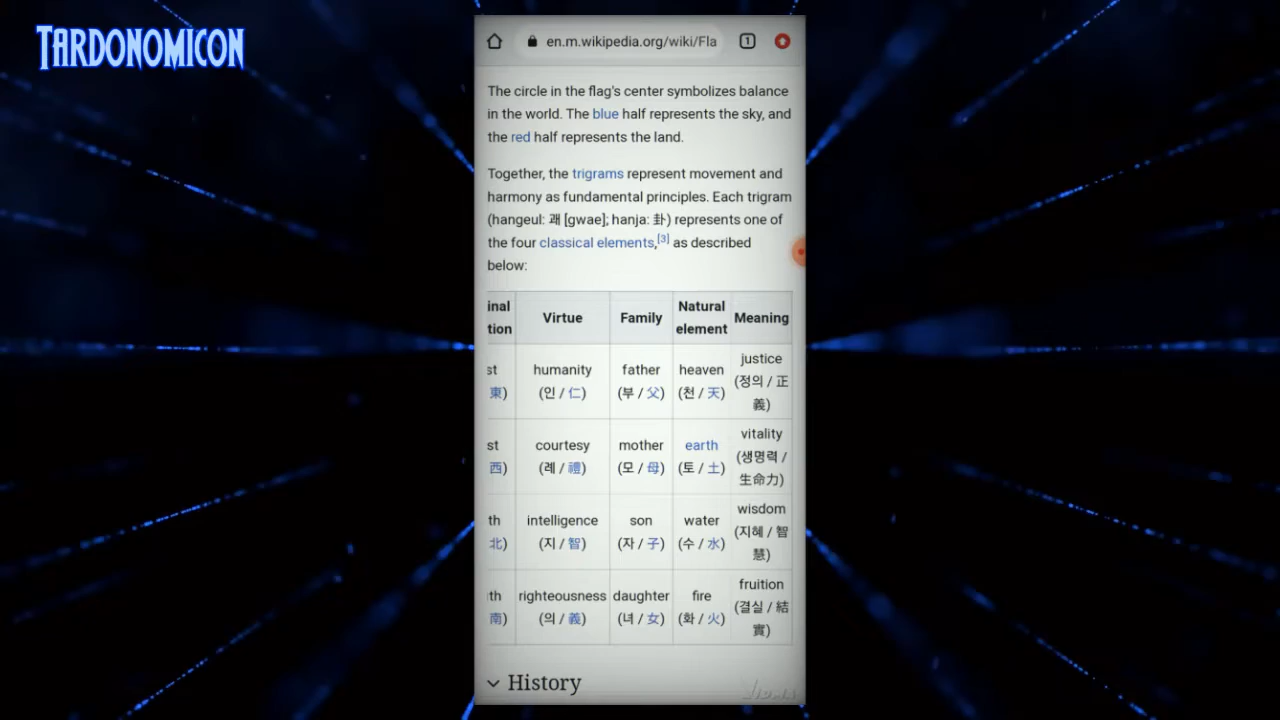 TARDONOMICON
en.m.wikipedia.org/wiki/Fla
1
The circle in the flag's center symbolizes balance
in the world. The blue half represents the sky, and
the red half represents the land.
Together, the trigrams represent movement and
harmony as fundamental principles. Each trigram
(hangeul: 괘 [gwae]; hanja: 卦) represents one of
the four classical elements,[3] as described
below:
inal
tion
Virtue
Family
Natural
element
Meaning
st
東)
humanity
(인 / 仁)
father
(부 / 父)
heaven
(천 / 天)
justice
(정의 / 正
義)
st
西)
courtesy
(례 / 禮)
mother
(모 / 母)
earth
(토 / 土)
vitality
(생명력 /
生命力)
th
北)
intelligence
(지 / 智)
son
(자 / 子)
water
(수 / 水)
wisdom
(지혜 / 智
慧)
th
南)
righteousness
(의 / 義)
daughter
(녀 / 女)
fire
(화 / 火)
fruition
(결실 / 結
實)
History